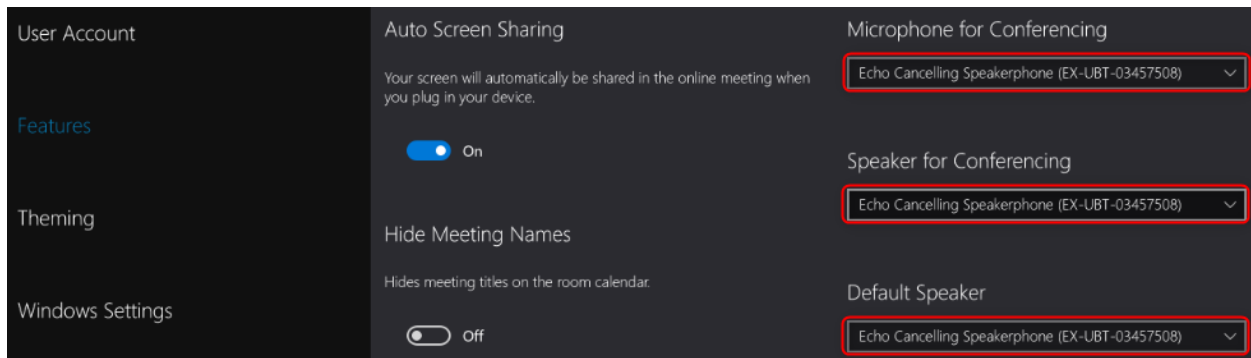 User Account
Features
Theming
Windows Settings
Auto Screen Sharing
Your screen will automatically be shared in the online meeting when
you plug in your device.
On
Hide Meeting Names
Hides meeting titles on the room calendar.
Off
Microphone for Conferencing
Echo Cancelling Speakerphone (EX-UBT-03457508)
Speaker for Conferencing
Echo Cancelling Speakerphone (EX-UBT-03457508)
Default Speaker
Echo Cancelling Speakerphone (EX-UBT-03457508)